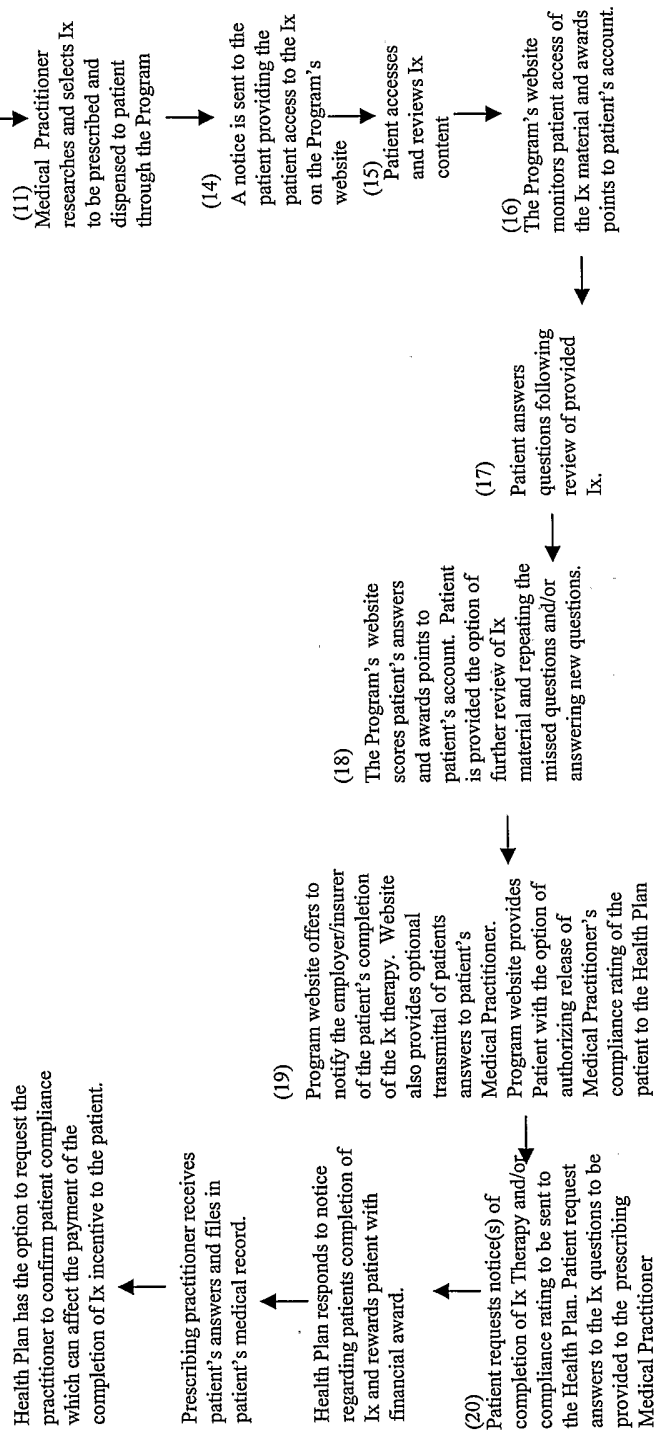 (11)
Medical Practitioner
researches and selects Ix
to be prescribed and
dispensed to patient
through the Program
(14)
A notice is sent to the
patient providing the
patient access to the Ix
on the Program's
website
(15)
Patient accesses
and reviews Ix
content
(16)
The Program's website
monitors patient access of
the Ix material and awards
points to patient's account.
(17)
Patient answers
questions following
review of provided
Ix.
(18)
The Program's website
scores patient's answers
and awards points to
patient's account. Patient
is provided the option of
further review of Ix
material and repeating the
missed questions and/or
answering new questions.
(19)
Program website offers to
notify the employer/insurer
of the patient's completion
of the Ix therapy. Website
also provides optional
transmittal of patients
answers to patient's
Medical Practitioner.
Program website provides
Patient with the option of
authorizing release of
Medical Practitioner's
compliance rating of the
patient to the Health Plan
(20)
Patient requests notice(s) of
completion of Ix Therapy and/or
compliance rating to be sent to
the Health Plan. Patient request
answers to the Ix questions to be
provided to the prescribing
Medical Practitioner
Health Plan responds to notice
regarding patients completion of
Ix and rewards patient with
financial award.
Prescribing practitioner receives
patient's answers and files in
patient's medical record.
Health Plan has the option to request the
practitioner to confirm patient compliance
which can affect the payment of the
completion of Ix incentive to the patient.